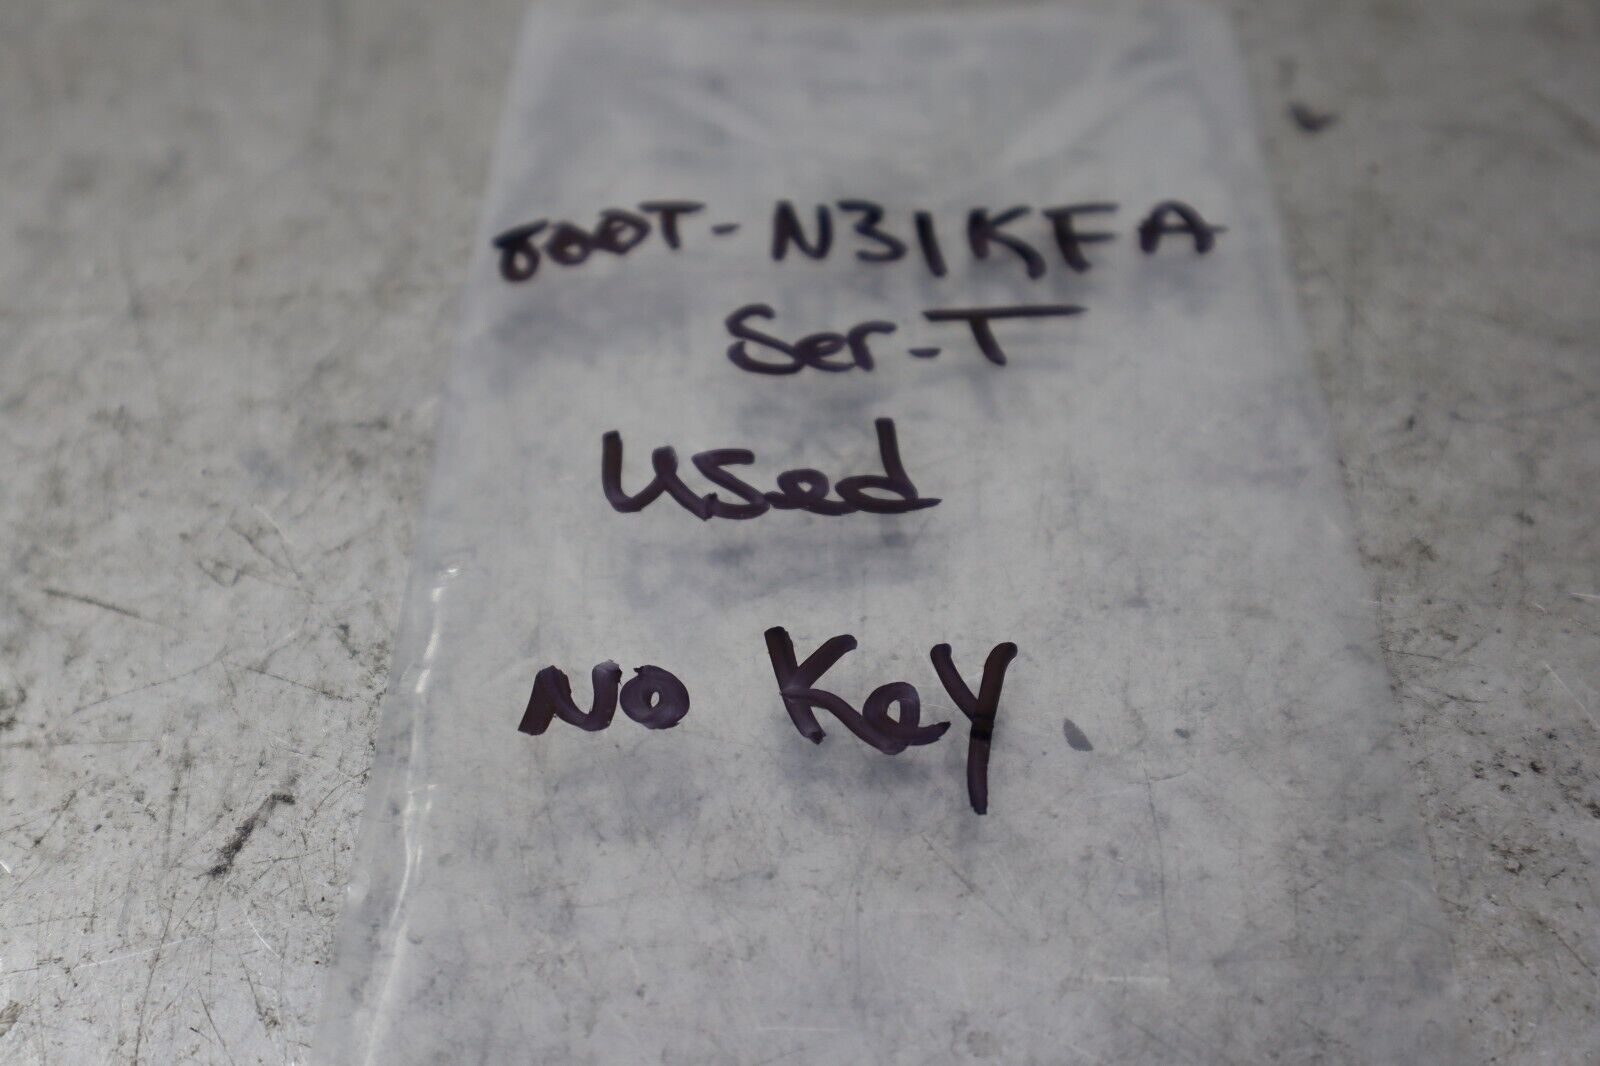 800T-N31KFA
Ser-T
Used
No Key